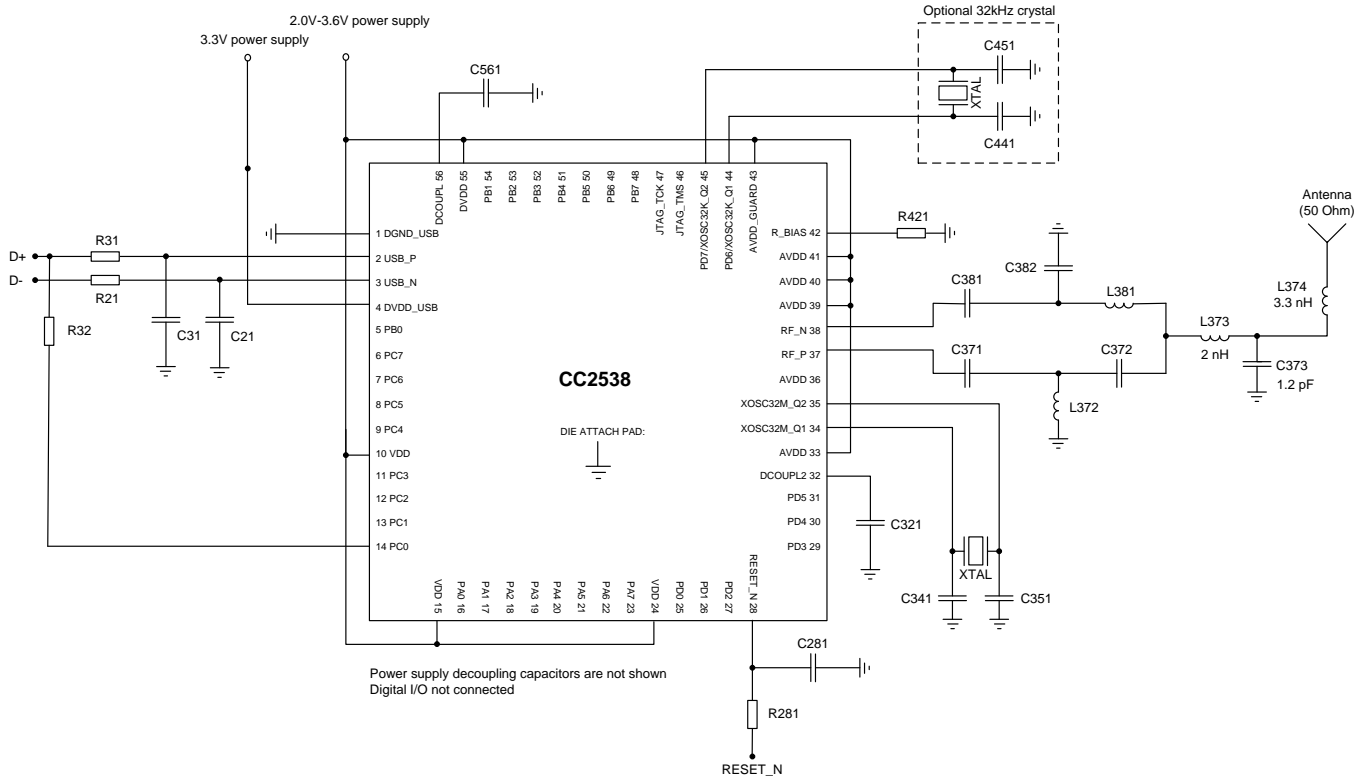 Optional 32kHz crystal
2.0V-3.6V power supply
3.3V power supply
C451
C561
XTAL
C441
DCOUPL 56
DVDD 55
PB1 54
PB2 53
PB3 52
PB4 51
PB5 50
PB6 49
PB7 48
JTAG_TCK 47
JTAG_TMS 46
PD7/XOSC32K_Q2 45
PD6/XOSC32K_Q1 44
AVDD_GUARD 43
Antenna
(50 Ohm)
R421
1 DGND_USB
R_BIAS 42
R31
D+
2 USB_P
AVDD 41
C382
D-
3 USB_N
AVDD 40
C381
R21
L381
L374
3.3 nH
4 DVDD_USB
AVDD 39
R32
C31
C21
5 PB0
RF_N 38
L373
2 nH
6 PC7
RF_P 37
C371
C372
C373
1.2 pF
7 PC6
CC2538
AVDD 36
8 PC5
XOSC32M_Q2 35
L372
9 PC4
DIE ATTACH PAD:
XOSC32M_Q1 34
10 VDD
AVDD 33
11 PC3
DCOUPL2 32
12 PC2
PD5 31
13 PC1
PD4 30
C321
14 PC0
PD3 29
XTAL
C341
C351
VDD 15
PA0 16
PA1 17
PA2 18
PA3 19
PA4 20
PA5 21
PA6 22
PA7 23
VDD 24
PD0 25
PD1 26
PD2 27
RESET_N 28
C281
Power supply decoupling capacitors are not shown
Digital I/O not connected
R281
RESET_N